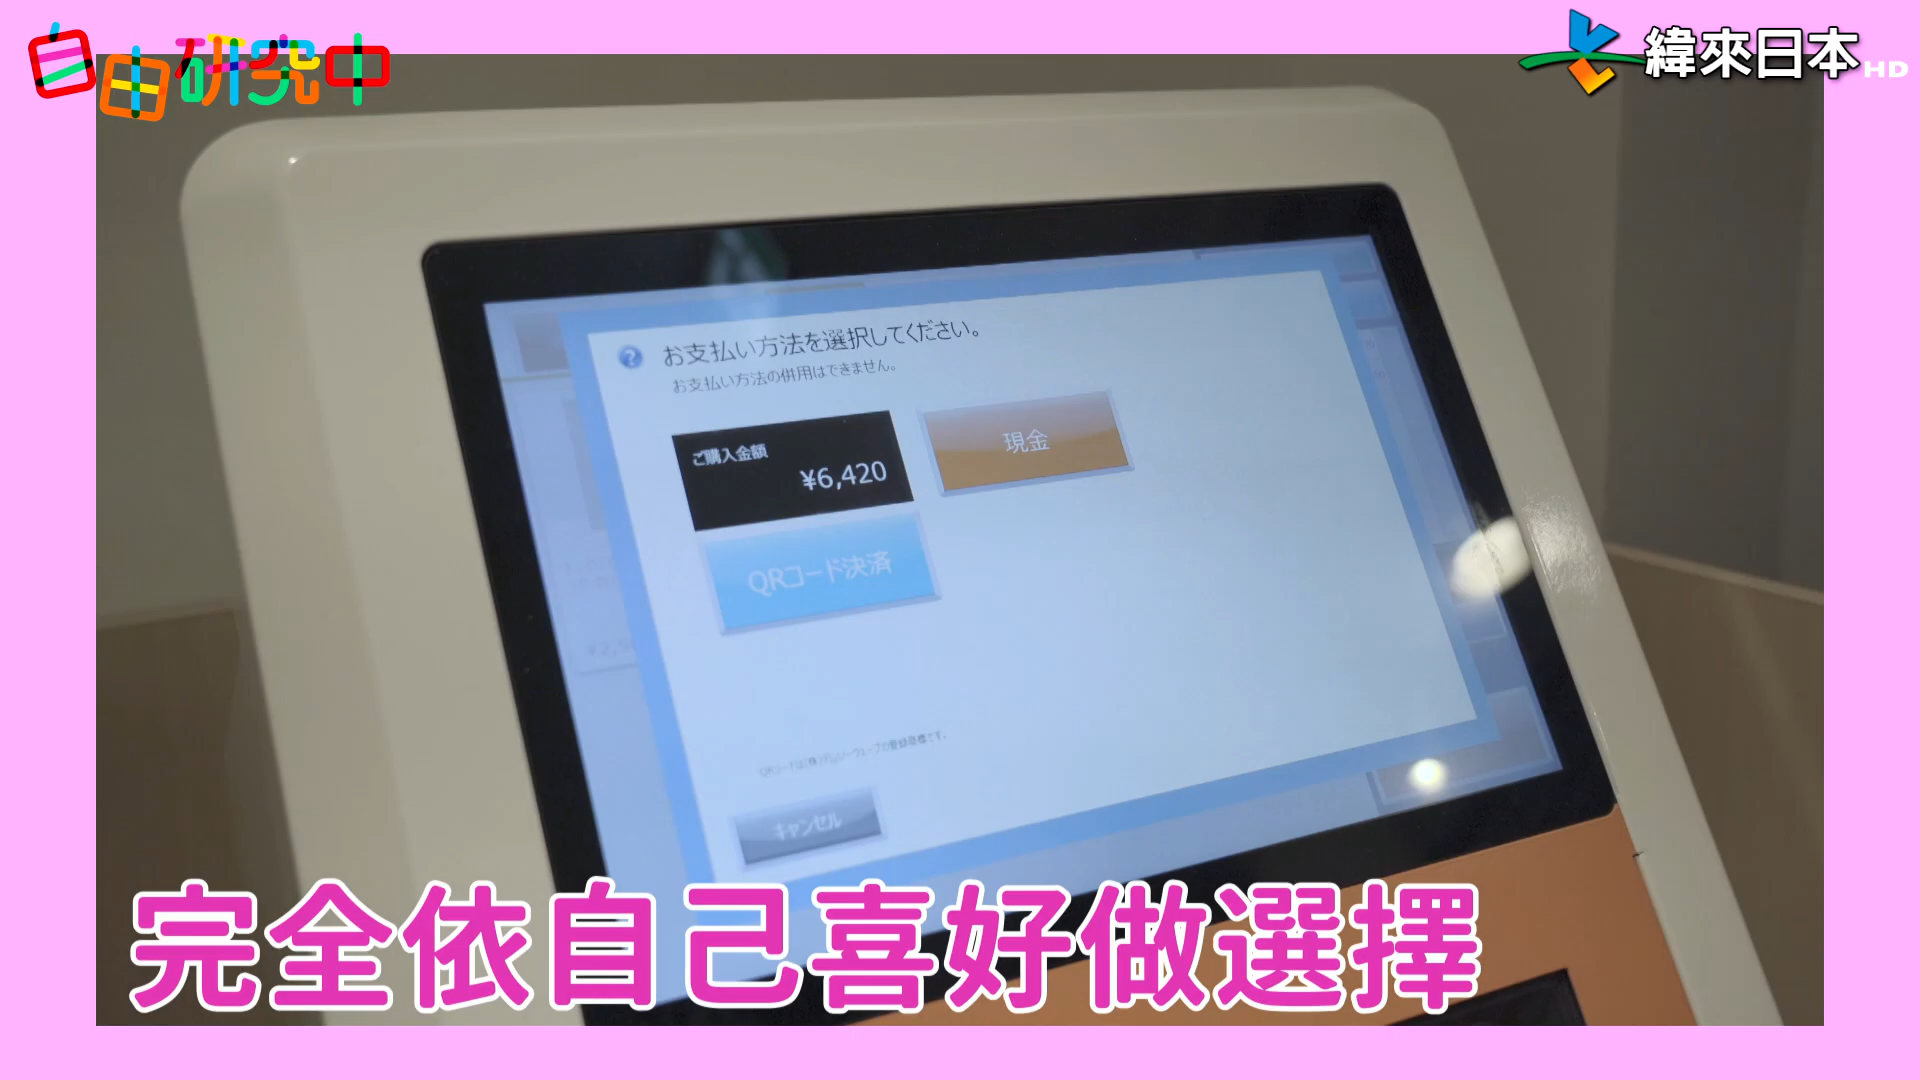 自由研究中
緯來日本HD
お支払い方法を選択してください。
お支払い方法の併用はできません。
ご購入金額
¥6,420
現金
QRコード決済
キャンセル
完全依自己喜好做選擇